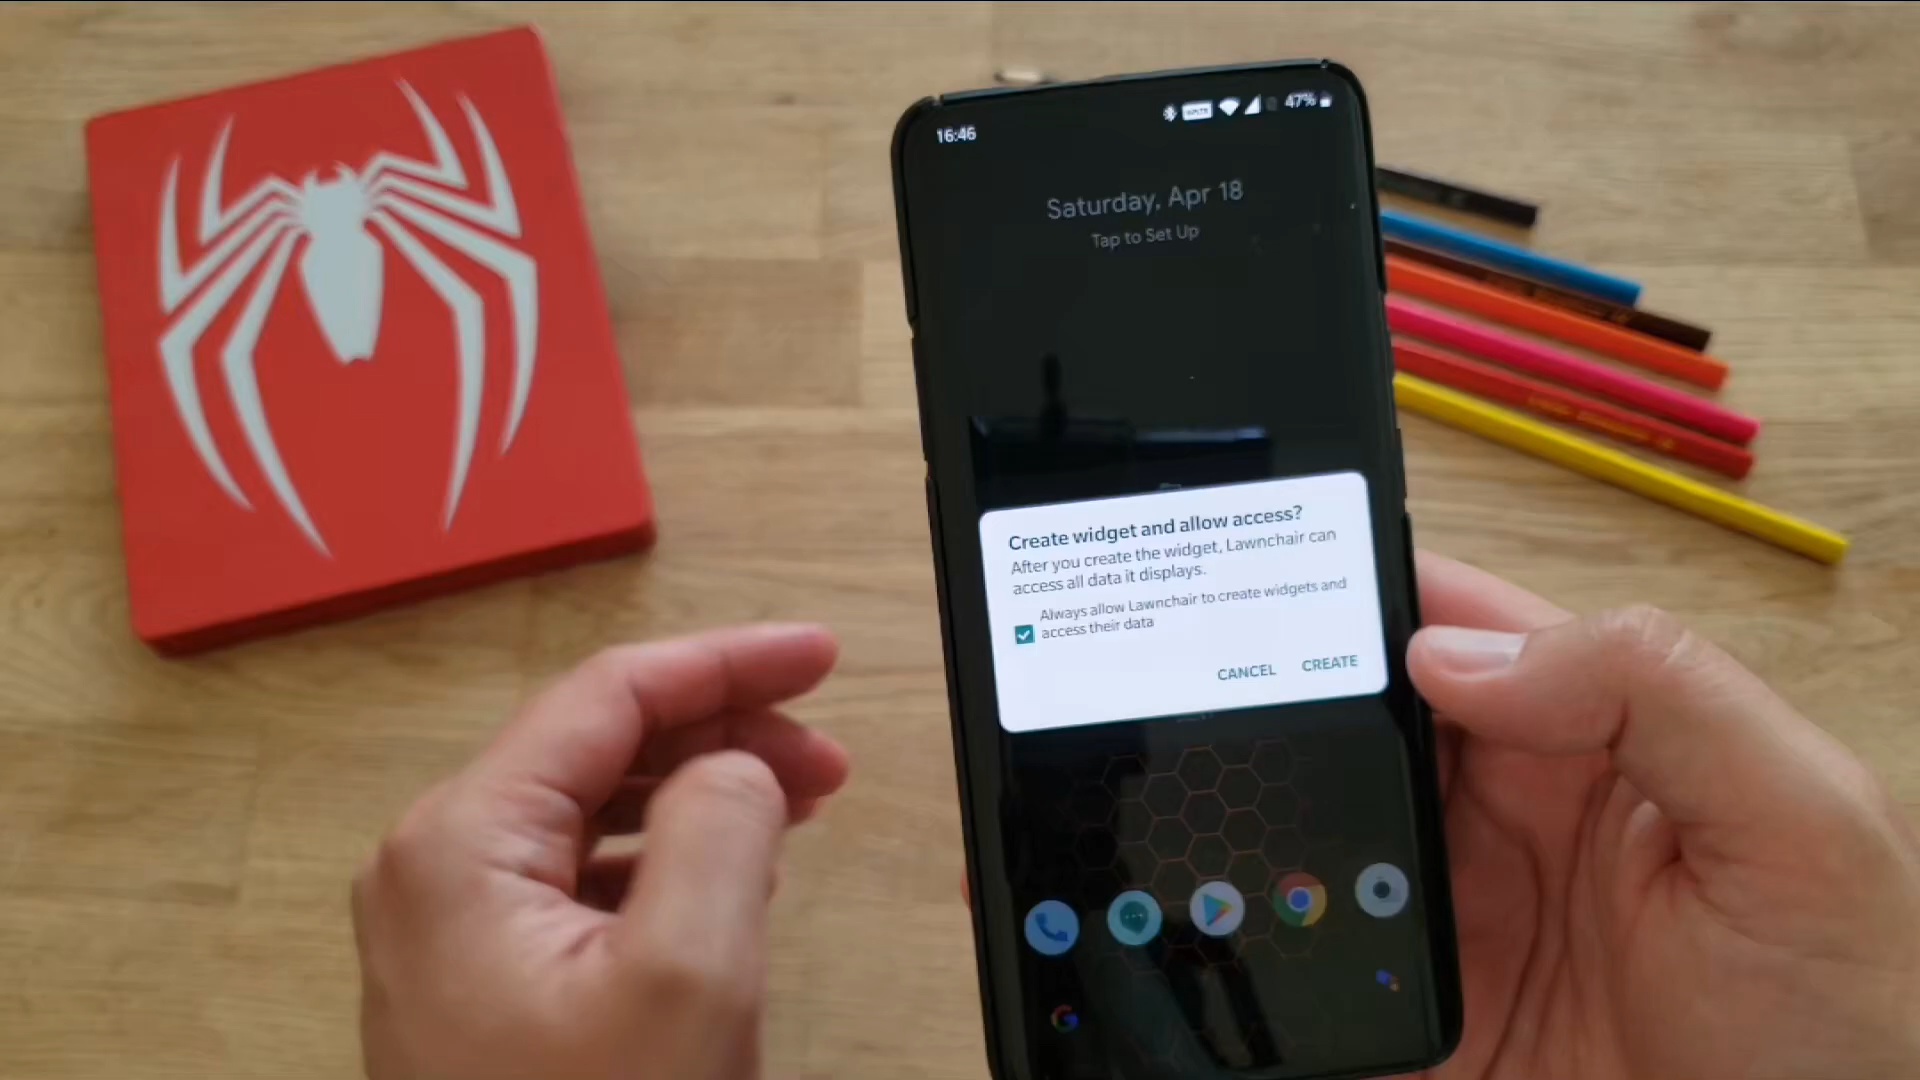 16:46
47%
Saturday, Apr 18
Tap to Set Up
Create widget and allow access?
After you create the widget, Lawnchair can
access all data it displays.
Always allow Lawnchair to create widgets and
access their data
CANCEL CREATE